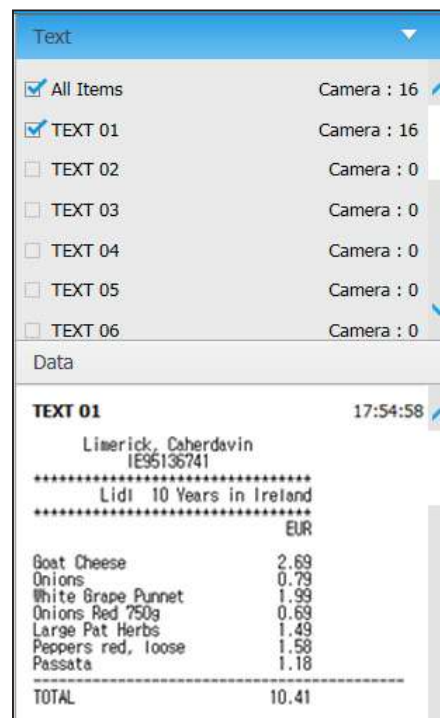 Text
All Items Camera : 16
TEXT 01 Camera : 16
TEXT 02 Camera : 0
TEXT 03 Camera : 0
TEXT 04 Camera : 0
TEXT 05 Camera : 0
TEXT 06 Camera : 0
Data
TEXT 01 17:54:58
Limerick, Caherdavin
IE95136741
**********************************
Lidl 10 Years in Ireland
**********************************
EUR
Goat Cheese 2.69
Onions 0.79
White Grape Punnet 1.99
Onions Red 750g 0.69
Large Pat Herbs 1.49
Peppers red, loose 1.58
Passata 1.18
--------------------------------------------
TOTAL 10.41